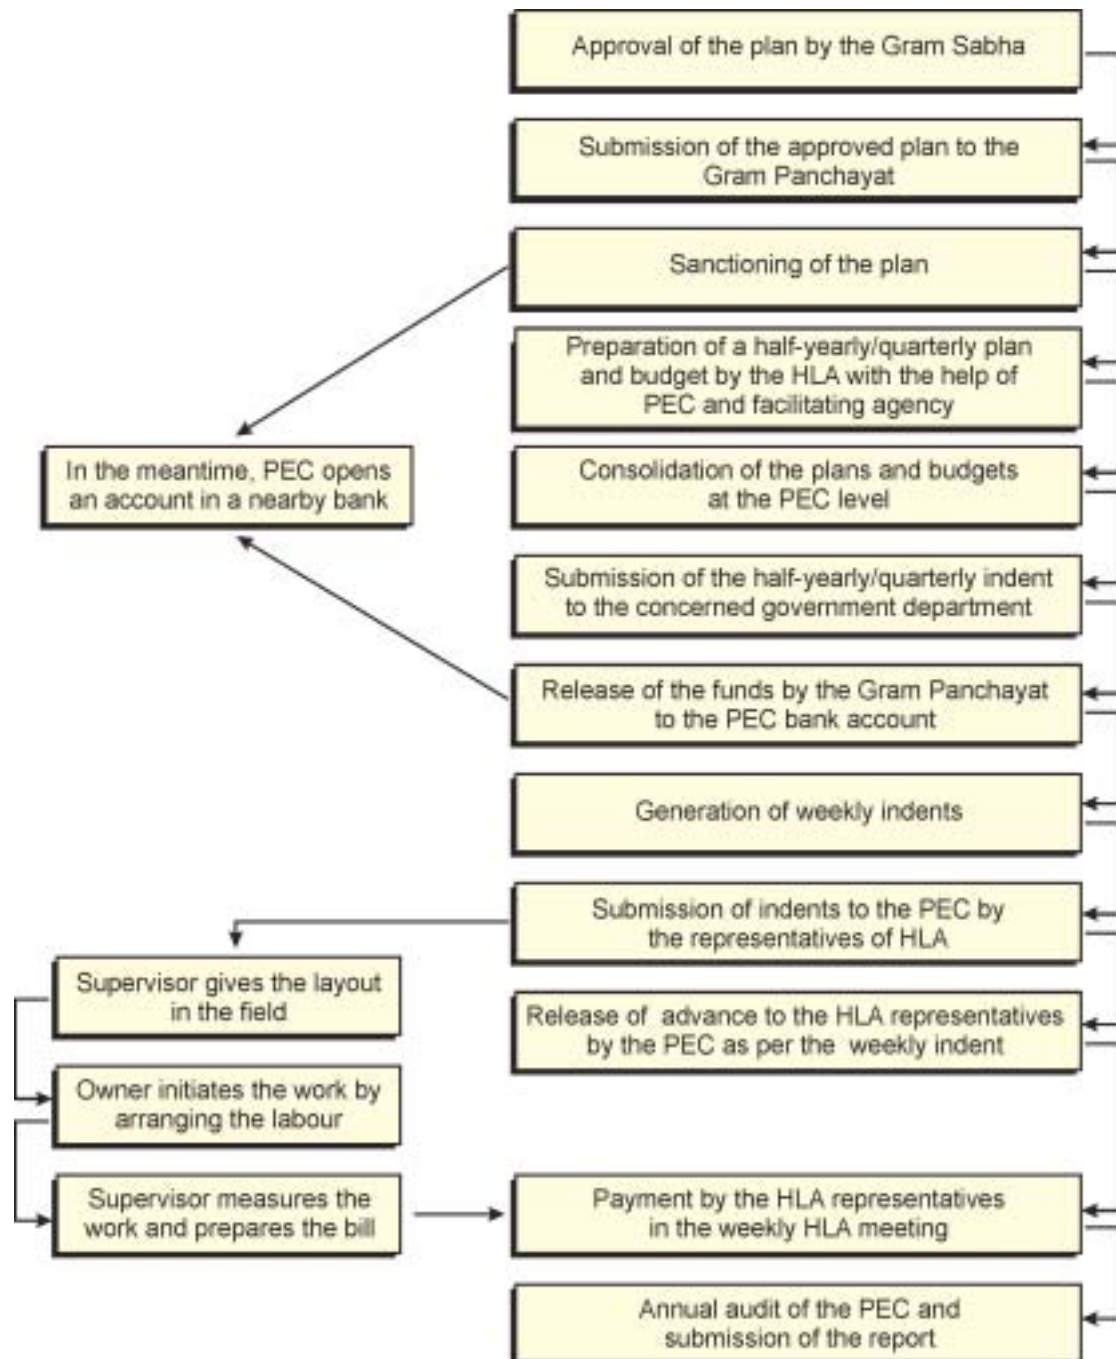 Approval of the plan by the Gram Sabha
Submission of the approved plan to the
Gram Panchayat
Sanctioning of the plan
Preparation of a half-yearly/quarterly plan
and budget by the HLA with the help of
PEC and facilitating agency
In the meantime, PEC opens
an account in a nearby bank
Consolidation of the plans and budgets
at the PEC level
Submission of the half-yearly/quarterly indent
to the concerned government department
Release of the funds by the Gram Panchayat
to the PEC bank account
Generation of weekly indents
Submission of indents to the PEC by
the representatives of HLA
Supervisor gives the layout
in the field
Release of advance to the HLA representatives
by the PEC as per the weekly indent
Owner initiates the work by
arranging the labour
Supervisor measures the
work and prepares the bill
Payment by the HLA representatives
in the weekly HLA meeting
Annual audit of the PEC and
submission of the report